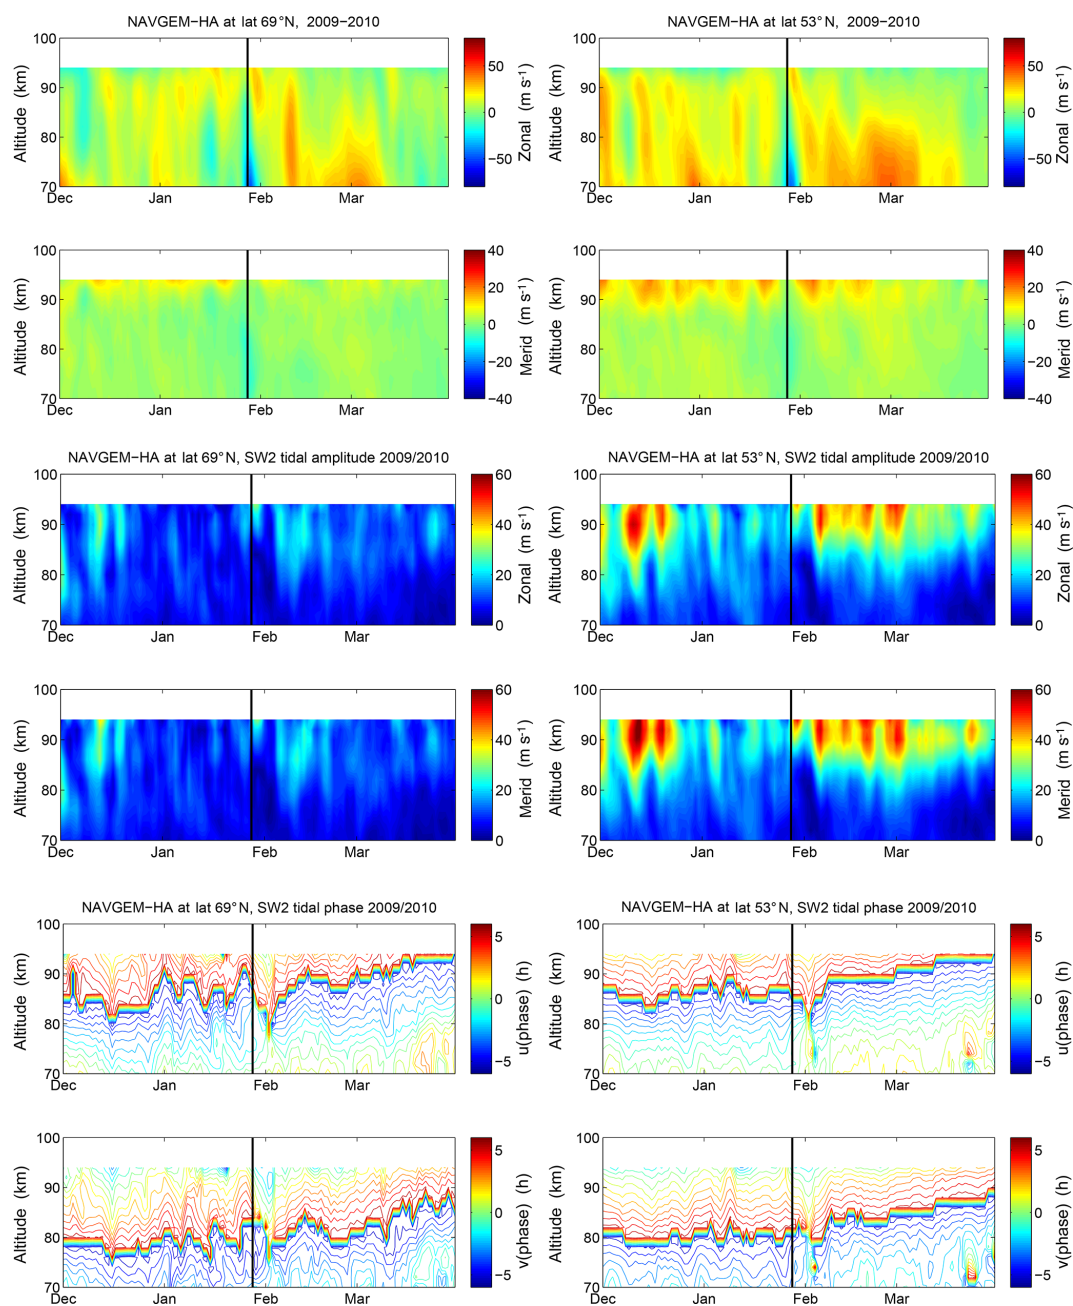 NAVGEM−HA at lat 69°N, 2009−2010
100
90
80
70
Altitude (km)
Dec Jan Feb Mar
50
0
−50
Zonal (m s⁻¹)
NAVGEM−HA at lat 53°N, 2009−2010
100
90
80
70
Altitude (km)
Dec Jan Feb Mar
50
0
−50
Zonal (m s⁻¹)
100
90
80
70
Altitude (km)
Dec Jan Feb Mar
40
20
0
−20
−40
Merid (m s⁻¹)
100
90
80
70
Altitude (km)
Dec Jan Feb Mar
40
20
0
−20
−40
Merid (m s⁻¹)
NAVGEM−HA at lat 69°N, SW2 tidal amplitude 2009/2010
100
90
80
70
Altitude (km)
Dec Jan Feb Mar
60
40
20
0
Zonal (m s⁻¹)
NAVGEM−HA at lat 53°N, SW2 tidal amplitude 2009/2010
100
90
80
70
Altitude (km)
Dec Jan Feb Mar
60
40
20
0
Zonal (m s⁻¹)
100
90
80
70
Altitude (km)
Dec Jan Feb Mar
60
40
20
0
Merid (m s⁻¹)
100
90
80
70
Altitude (km)
Dec Jan Feb Mar
60
40
20
0
Merid (m s⁻¹)
NAVGEM−HA at lat 69°N, SW2 tidal phase 2009/2010
100
90
80
70
Altitude (km)
Dec Jan Feb Mar
5
0
−5
u(phase) (h)
NAVGEM−HA at lat 53°N, SW2 tidal phase 2009/2010
100
90
80
70
Altitude (km)
Dec Jan Feb Mar
5
0
−5
u(phase) (h)
100
90
80
70
Altitude (km)
Dec Jan Feb Mar
5
0
−5
v(phase) (h)
100
90
80
70
Altitude (km)
Dec Jan Feb Mar
5
0
−5
v(phase) (h)